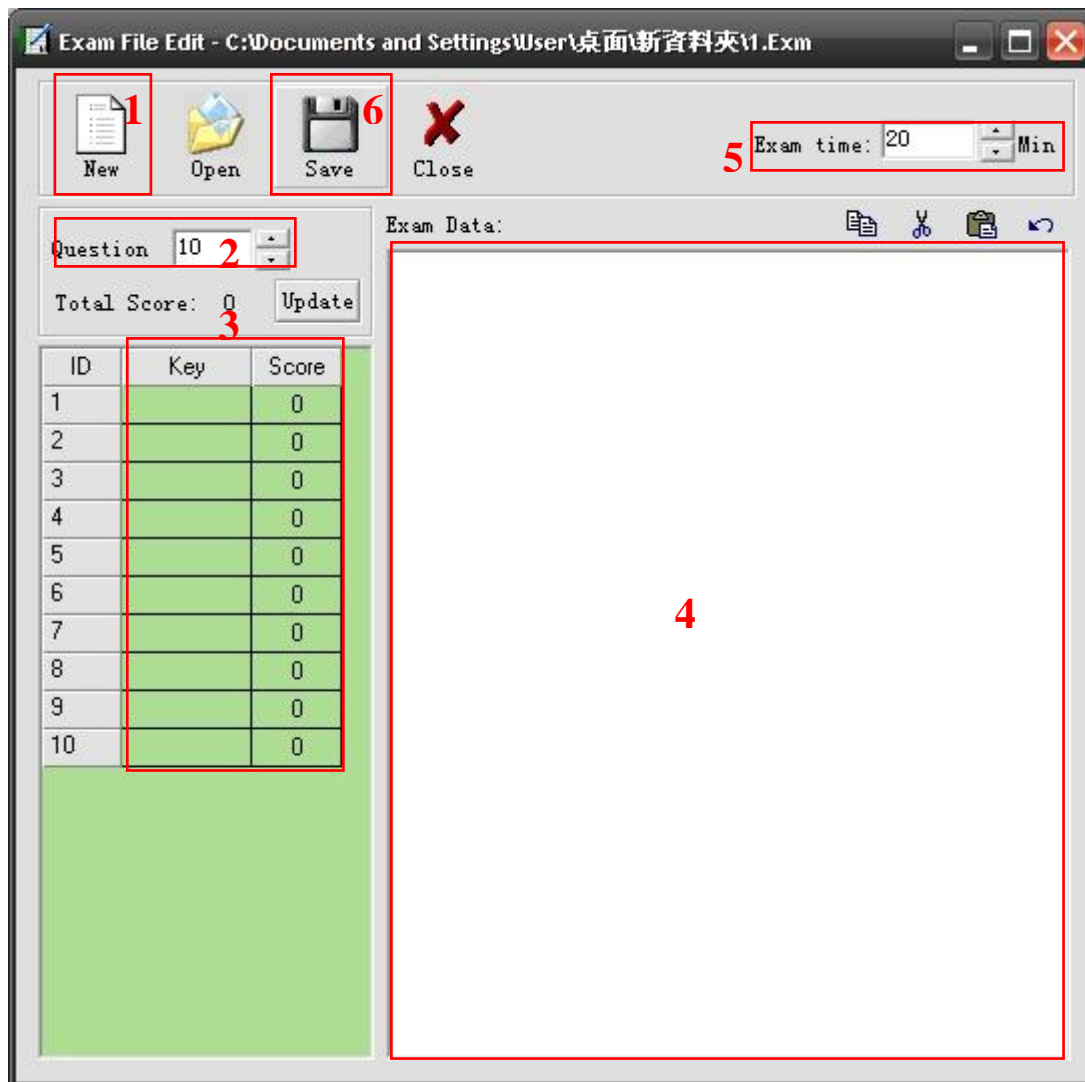 Exam File Edit - C:\Documents and Settings\User\桌面\新資料夾\1.Exm
1
6
New Open Save Close
5 Exam time: 20 Min
Question 10
2
Exam Data:
Total Score: 0 Update
3
ID Key Score
1 0
2 0
3 0
4 0
5 0
6 0
7 0
8 0
9 0
10 0
4